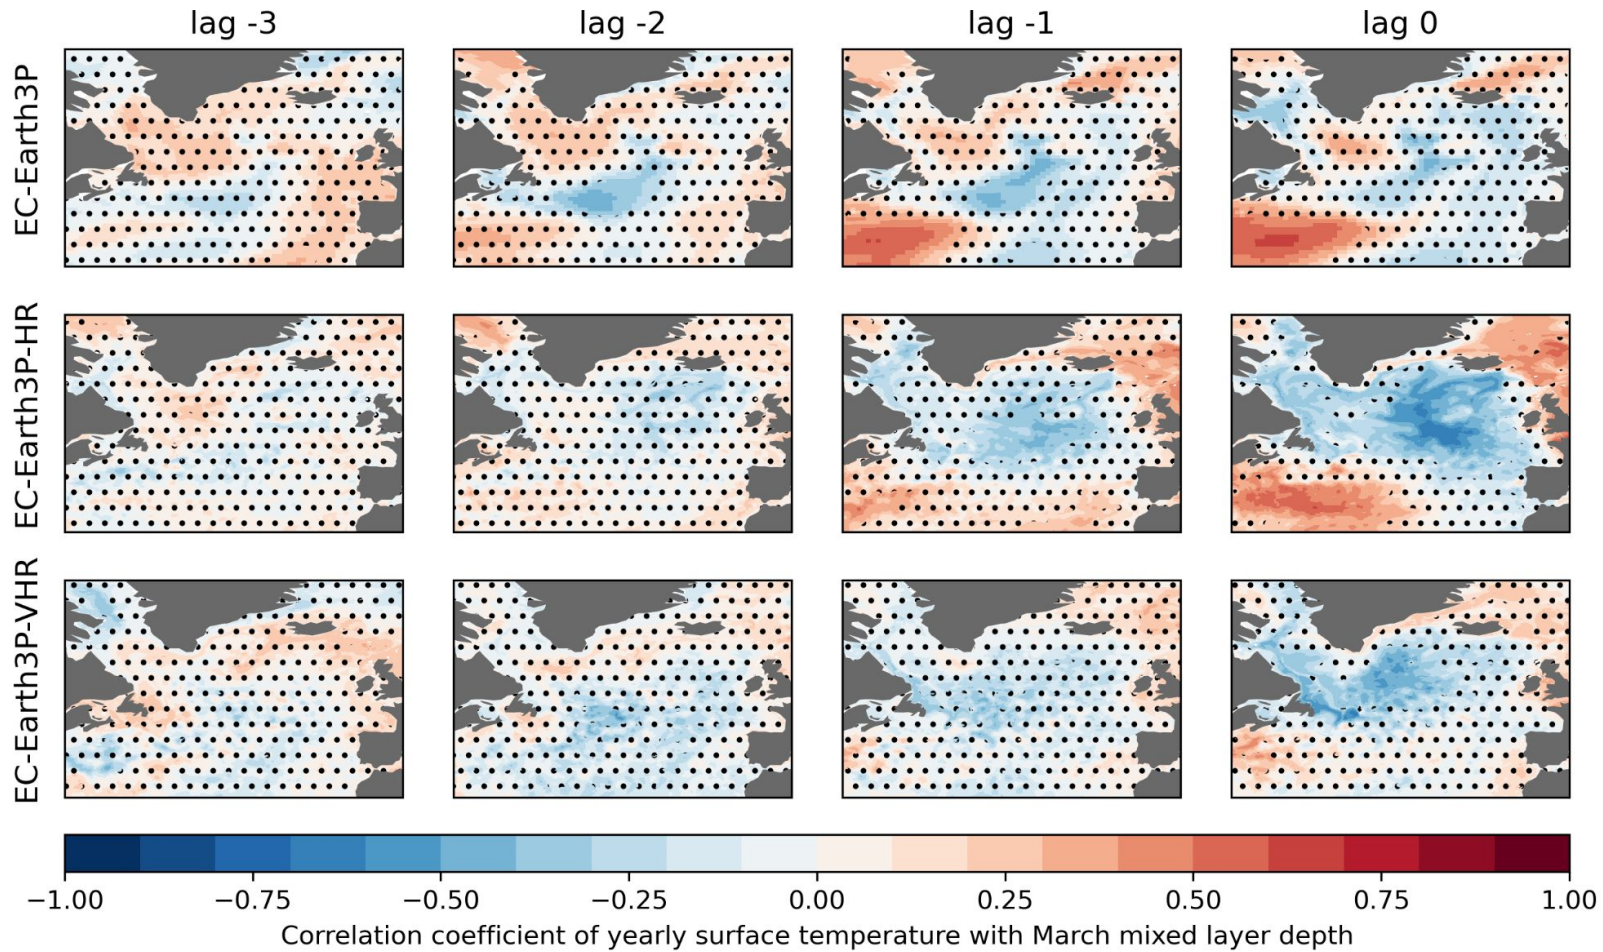 lag -3
lag -2
lag -1
lag 0
EC-Earth3P
EC-Earth3P-HR
EC-Earth3P-VHR
−1.00
−0.75
−0.50
−0.25
0.00
0.25
0.50
0.75
1.00
Correlation coefficient of yearly surface temperature with March mixed layer depth